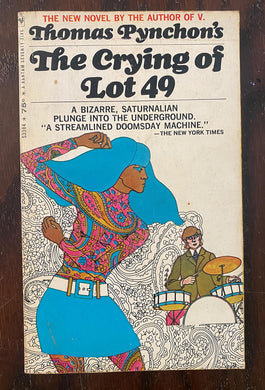 THE NEW NOVEL BY THE AUTHOR OF V.
Thomas Pynchon's
The Crying of
Lot 49
A BIZARRE, SATURNALIAN
PLUNGE INTO THE UNDERGROUND.
"A STREAMLINED DOOMSDAY MACHINE."
—THE NEW YORK TIMES
75¢ ★ A BANTAM